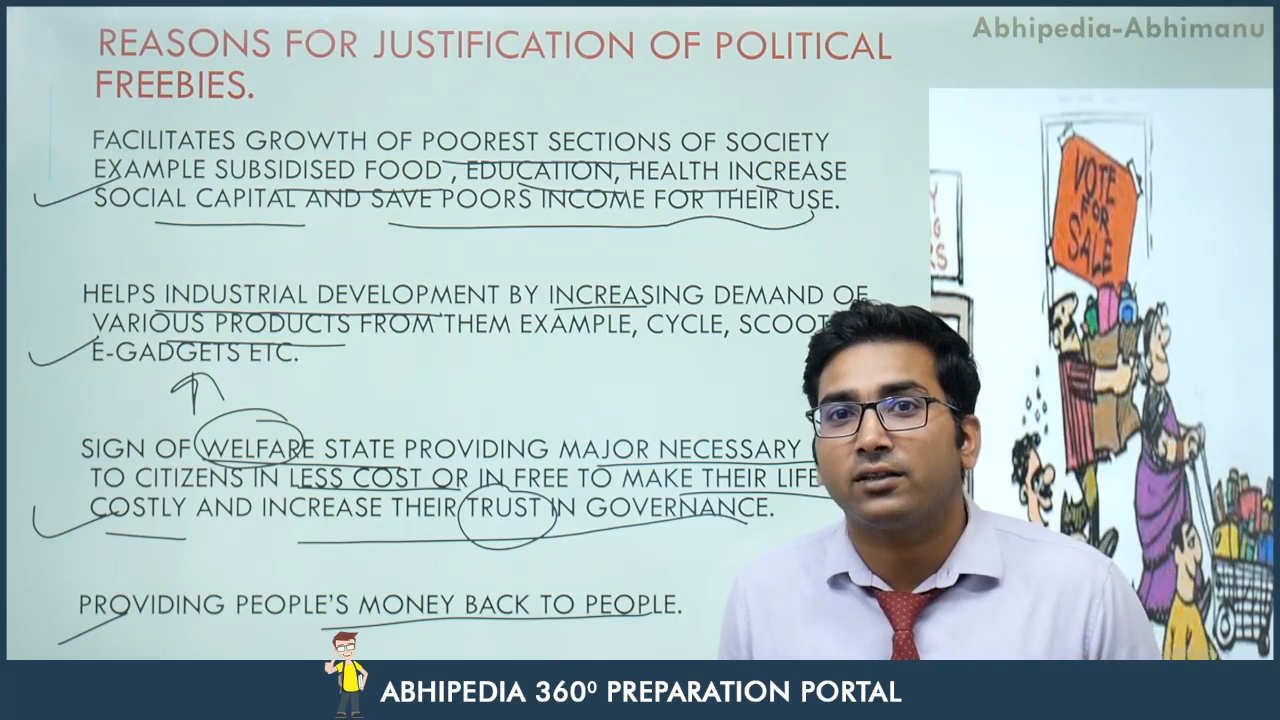 Abhipedia-Abhimanu
REASONS FOR JUSTIFICATION OF POLITICAL
FREEBIES.
FACILITATES GROWTH OF POOREST SECTIONS OF SOCIETY
EXAMPLE SUBSIDISED FOOD , EDUCATION, HEALTH INCREASE
SOCIAL CAPITAL AND SAVE POORS INCOME FOR THEIR USE.
HELPS INDUSTRIAL DEVELOPMENT BY INCREASING DEMAND OF
VARIOUS PRODUCTS FROM THEM EXAMPLE, CYCLE,
E-GADGETS ETC.
SIGN OF WELFARE STATE PROVIDING MAJOR NECESSARY
TO CITIZENS IN LESS COST OR IN FREE TO MAKE THEIR LIFE
COSTLY AND INCREASE THEIR TRUST IN GOVERNANCE.
PROVIDING PEOPLE'S MONEY BACK TO PEOPLE.
VOTE
FOR
SALE
ABHIPEDIA 360⁰ PREPARATION PORTAL